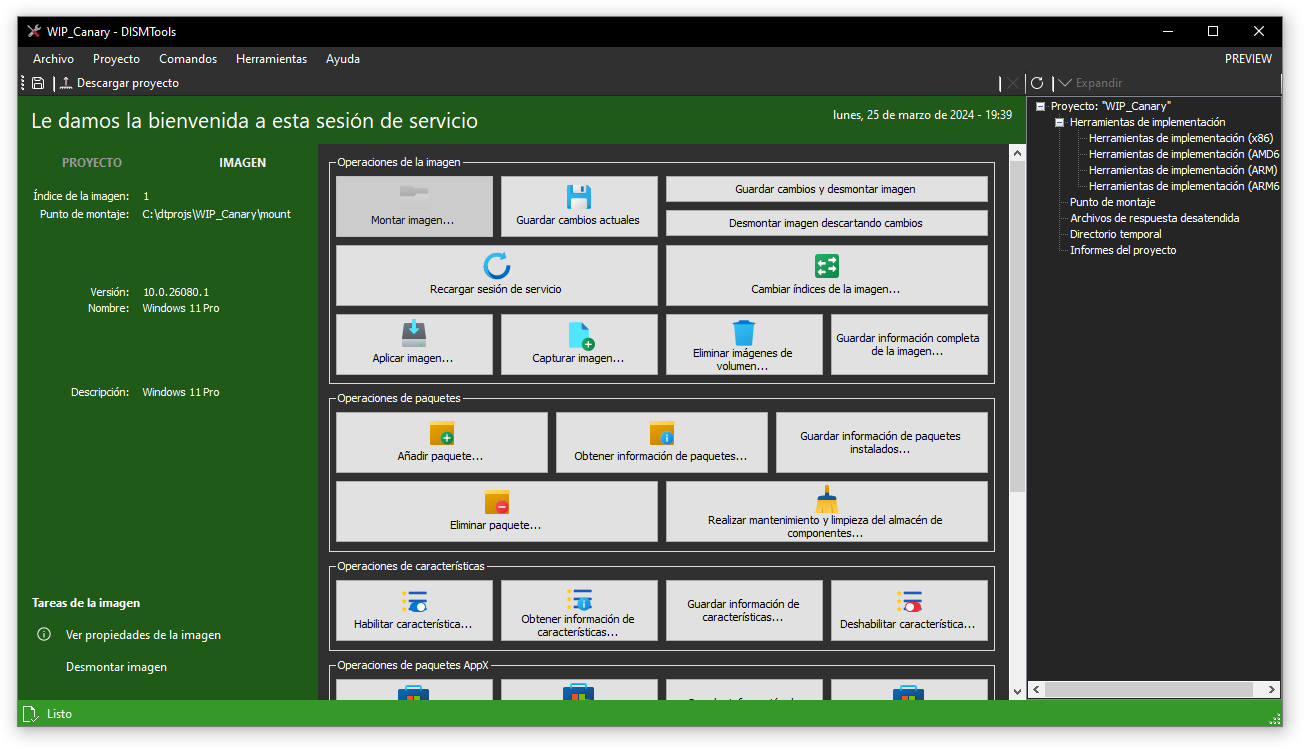 WIP_Canary - DISMTools
Archivo Proyecto Comandos Herramientas Ayuda PREVIEW
Descargar proyecto
Expandir
Le damos la bienvenida a esta sesión de servicio
lunes, 25 de marzo de 2024 - 19:39
PROYECTO IMAGEN
Índice de la imagen: 1
Punto de montaje: C:\dtprojs\WIP_Canary\mount
Versión: 10.0.26080.1
Nombre: Windows 11 Pro
Descripción: Windows 11 Pro
Tareas de la imagen
Ver propiedades de la imagen
Desmontar imagen
Operaciones de la imagen
Montar imagen...
Guardar cambios actuales
Guardar cambios y desmontar imagen
Desmontar imagen descartando cambios
Recargar sesión de servicio
Cambiar índices de la imagen...
Aplicar imagen...
Capturar imagen...
Eliminar imágenes de
volumen...
Guardar información completa
de la imagen...
Operaciones de paquetes
Añadir paquete...
Obtener información de paquetes...
Guardar información de paquetes
instalados...
Eliminar paquete...
Realizar mantenimiento y limpieza del almacén de
componentes...
Operaciones de características
Habilitar característica...
Obtener información de
características...
Guardar información de
características...
Deshabilitar característica...
Operaciones de paquetes AppX
Proyecto: "WIP_Canary"
Herramientas de implementación
Herramientas de implementación (x86)
Herramientas de implementación (AMD6
Herramientas de implementación (ARM)
Herramientas de implementación (ARM6
Punto de montaje
Archivos de respuesta desatendida
Directorio temporal
Informes del proyecto
Listo